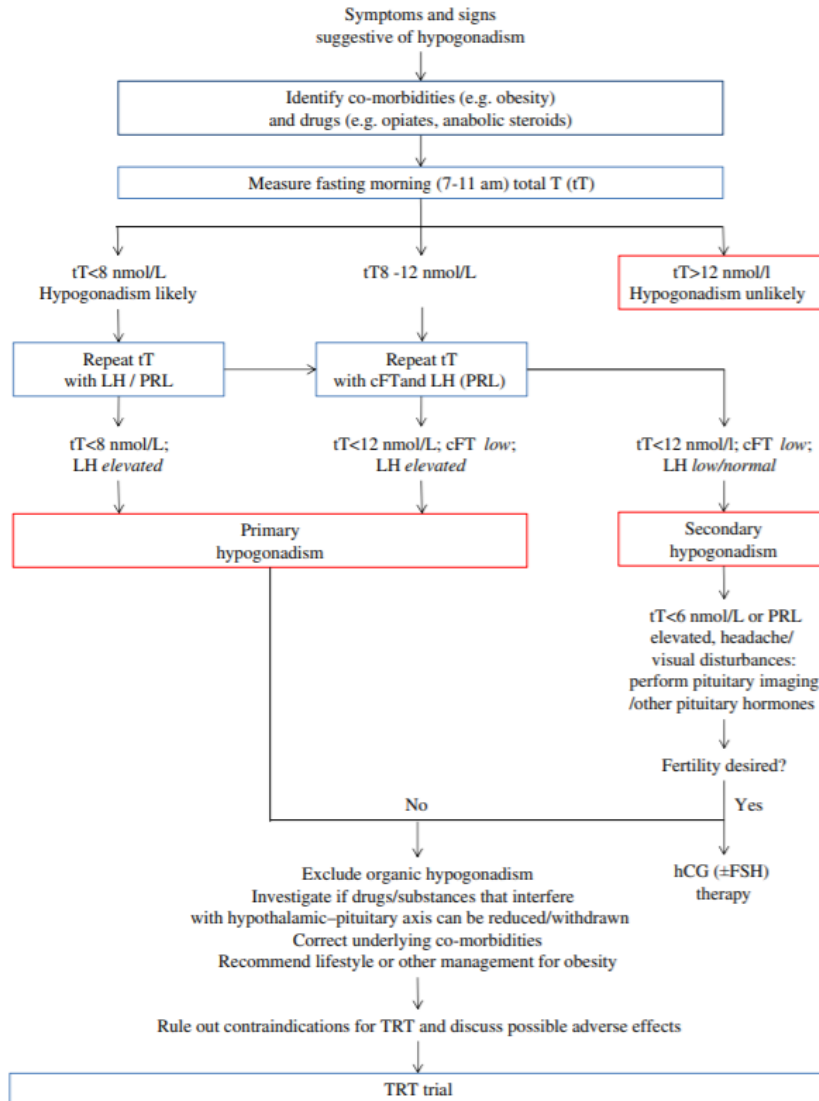 Symptoms and signs
suggestive of hypogonadism
Identify co-morbidities (e.g. obesity)
and drugs (e.g. opiates, anabolic steroids)
Measure fasting morning (7-11 am) total T (tT)
tT<8 nmol/L
Hypogonadism likely
tT8 -12 nmol/L
tT>12 nmol/l
Hypogonadism unlikely
Repeat tT
with LH / PRL
Repeat tT
with cFTand LH (PRL)
tT<8 nmol/L;
LH elevated
tT<12 nmol/L; cFT low;
LH elevated
tT<12 nmol/l; cFT low;
LH low/normal
Primary
hypogonadism
Secondary
hypogonadism
tT<6 nmol/L or PRL
elevated, headache/
visual disturbances:
perform pituitary imaging
/other pituitary hormones
Fertility desired?
No
Yes
Exclude organic hypogonadism
Investigate if drugs/substances that interfere
with hypothalamic–pituitary axis can be reduced/withdrawn
Correct underlying co-morbidities
Recommend lifestyle or other management for obesity
hCG (±FSH)
therapy
Rule out contraindications for TRT and discuss possible adverse effects
TRT trial